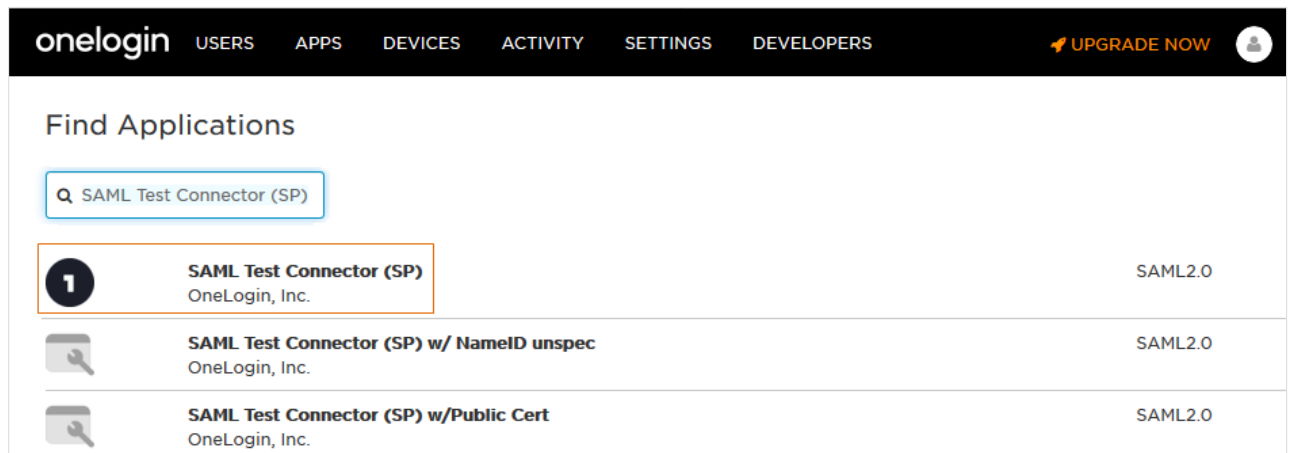 onelogin USERS APPS DEVICES ACTIVITY SETTINGS DEVELOPERS UPGRADE NOW
Find Applications
SAML Test Connector (SP)
1 SAML Test Connector (SP) SAML2.0
OneLogin, Inc.
SAML Test Connector (SP) w/ NameID unspec SAML2.0
OneLogin, Inc.
SAML Test Connector (SP) w/Public Cert SAML2.0
OneLogin, Inc.